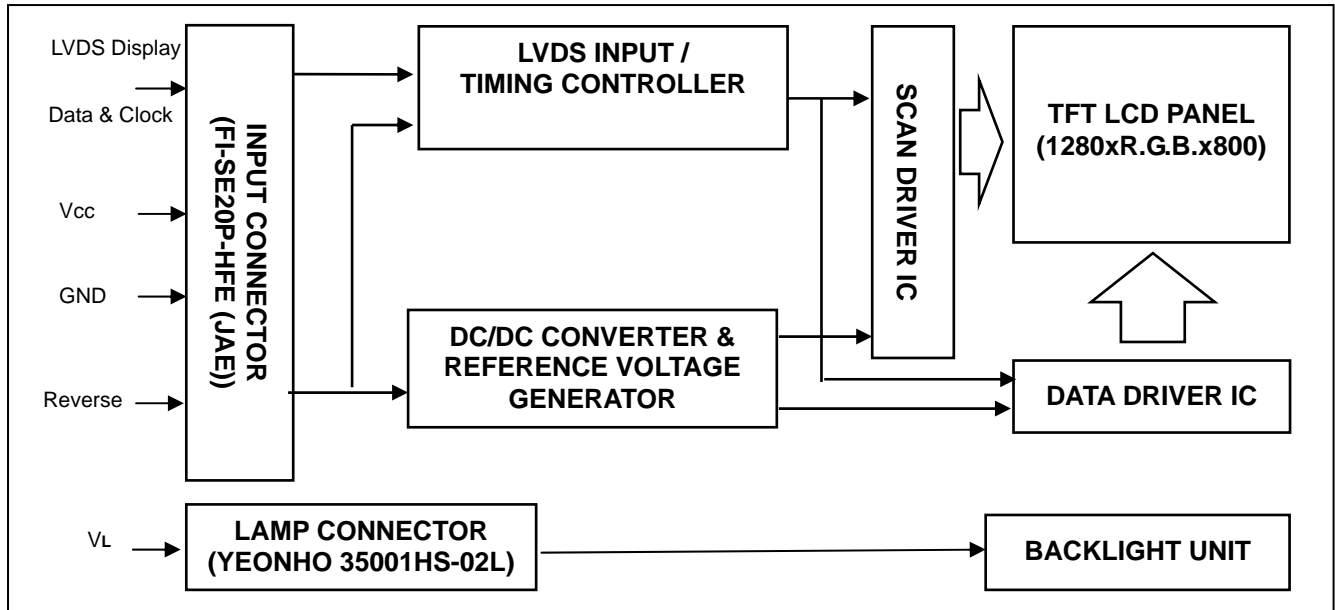 LVDS Display
Data & Clock
Vcc
GND
Reverse
INPUT CONNECTOR
(FI-SE20P-HFE (JAE))
LVDS INPUT /
TIMING CONTROLLER
SCAN DRIVER IC
TFT LCD PANEL
(1280xR.G.B.x800)
DC/DC CONVERTER &
REFERENCE VOLTAGE
GENERATOR
DATA DRIVER IC
VL
LAMP CONNECTOR
(YEONHO 35001HS-02L)
BACKLIGHT UNIT